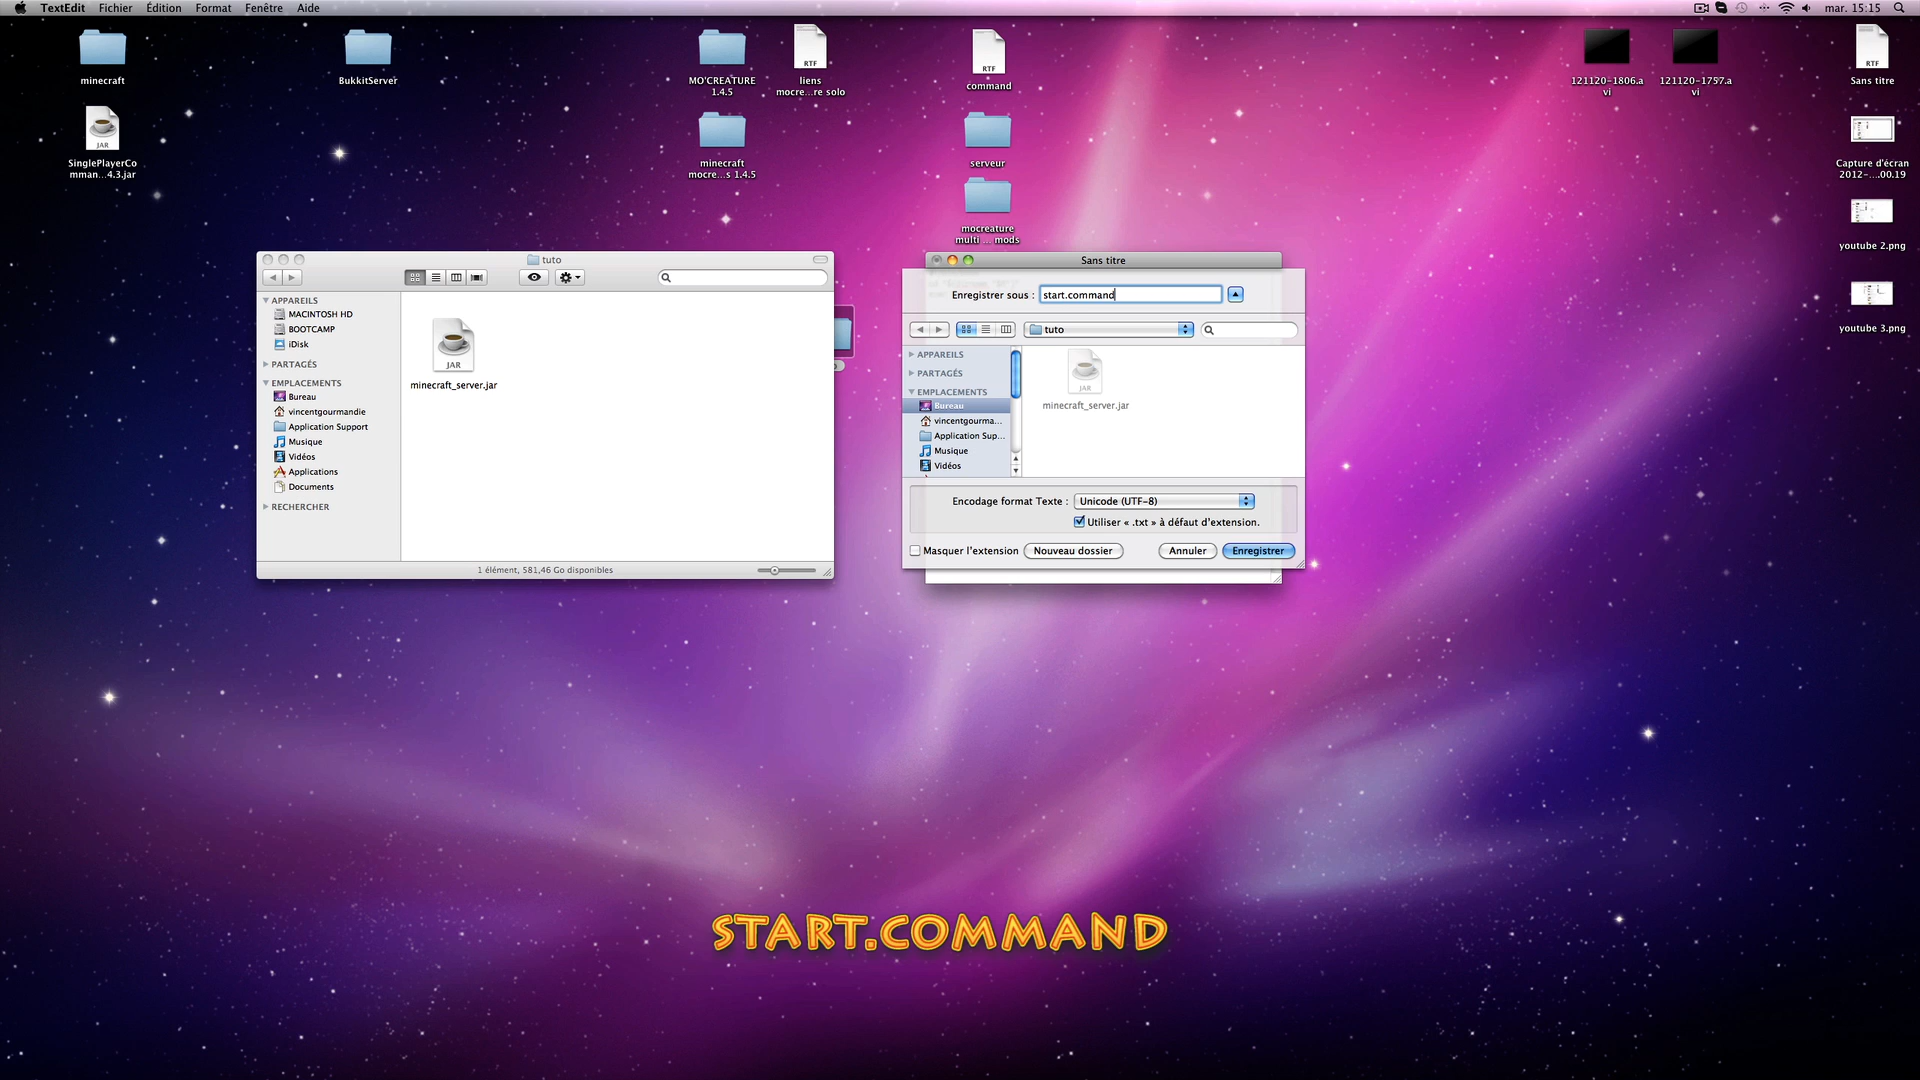 TextEdit Fichier Édition Format Fenêtre Aide
mar. 15:15
minecraft
BukkitServer
MO'CREATURE
1.4.5
RTF
liens
mocre...re solo
RTF
command
121120-1806.a
vi
121120-1757.a
vi
RTF
Sans titre
JAR
SinglePlayerCo
mman...4.3.jar
minecraft
mocre...s 1.4.5
serveur
Capture d'écran
2012-....00.19
mocreature
multi ... mods
youtube 2.png
youtube 3.png
tuto
APPAREILS
MACINTOSH HD
BOOTCAMP
iDisk
PARTAGÉS
EMPLACEMENTS
Bureau
vincentgourmandie
Application Support
Musique
Vidéos
Applications
Documents
RECHERCHER
JAR
minecraft_server.jar
1 élément, 581,46 Go disponibles
Sans titre
Enregistrer sous : start.command
tuto
APPAREILS
PARTAGÉS
EMPLACEMENTS
Bureau
vincentgourma...
Application Sup...
Musique
Vidéos
JAR
minecraft_server.jar
Encodage format Texte : Unicode (UTF-8)
Utiliser « .txt » à défaut d'extension.
Masquer l'extension Nouveau dossier Annuler Enregistrer
START.COMMAND